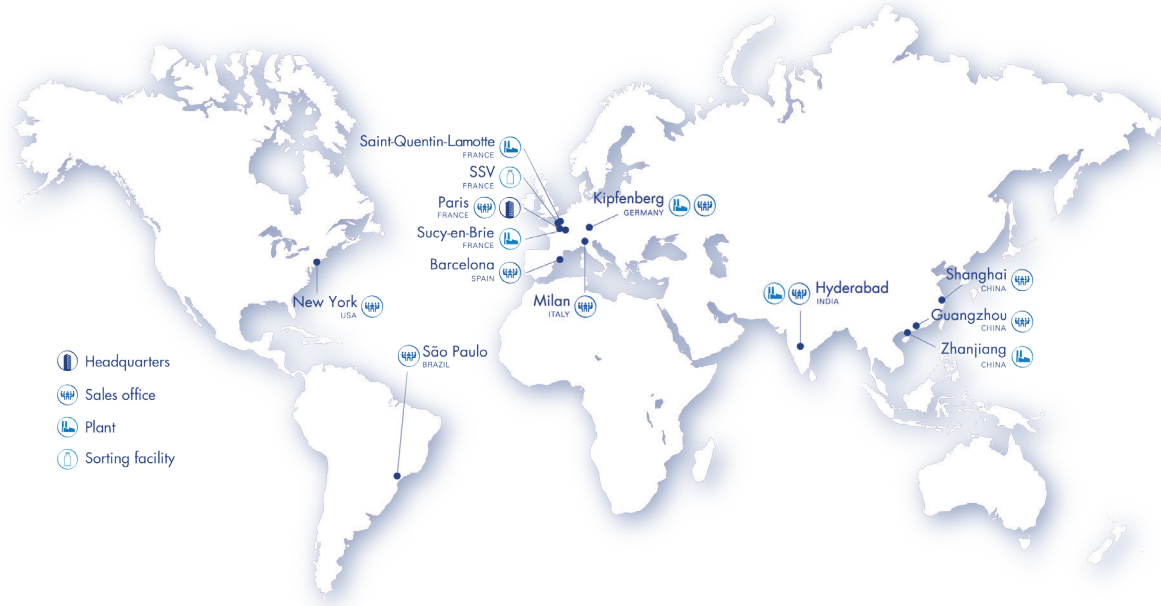 Saint-Quentin-Lamotte
FRANCE
SSV
FRANCE
Paris
FRANCE
Sucy-en-Brie
FRANCE
Barcelona
SPAIN
Kipfenberg
GERMANY
Milan
ITALY
New York
USA
São Paulo
BRAZIL
Hyderabad
INDIA
Shanghai
CHINA
Guangzhou
CHINA
Zhanjiang
CHINA
Headquarters
Sales office
Plant
Sorting facility